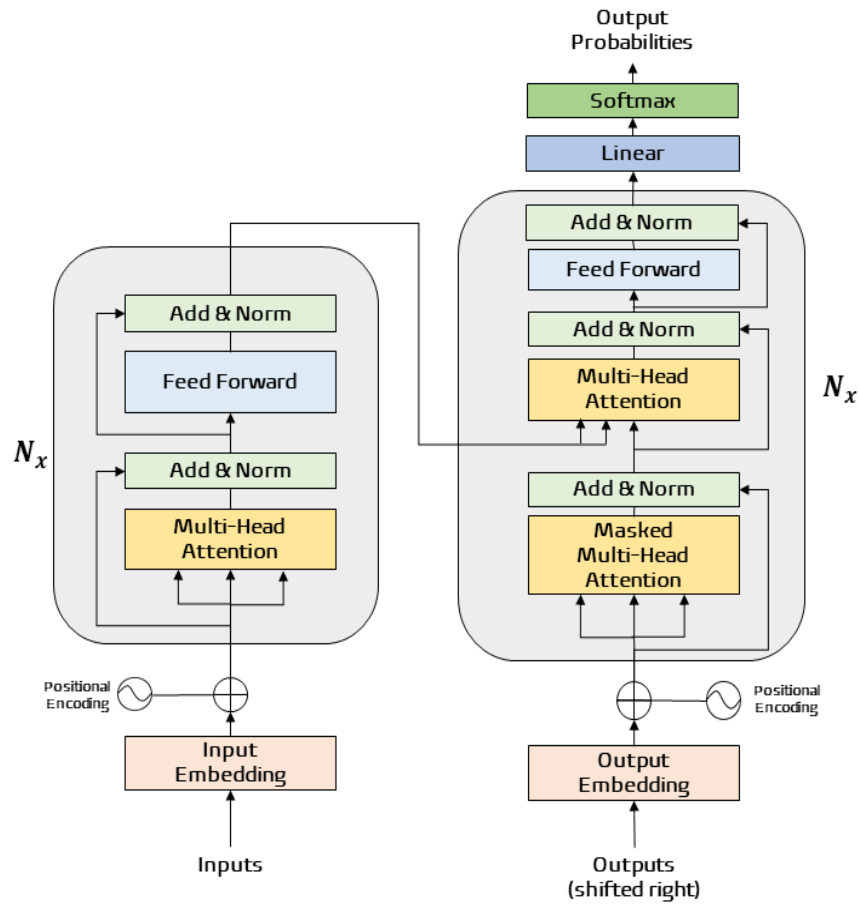 Output
Probabilities
Softmax
Linear
Add & Norm
Feed Forward
Add & Norm
Multi-Head
Attention
Add & Norm
Masked
Multi-Head
Attention
Nₓ
Positional
Encoding
Output
Embedding
Outputs
(shifted right)
Add & Norm
Feed Forward
Add & Norm
Multi-Head
Attention
Nₓ
Positional
Encoding
Input
Embedding
Inputs